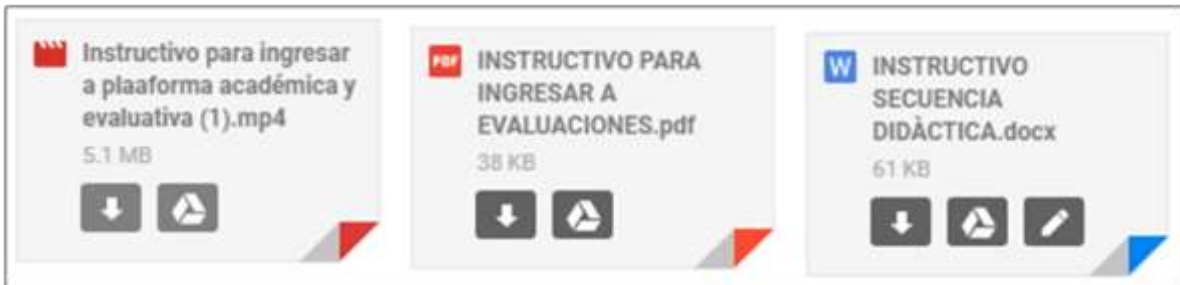 Instructivo para ingresar
a plaaforma académica y
evaluativa (1).mp4
5.1 MB
PDF
INSTRUCTIVO PARA
INGRESAR A
EVALUACIONES.pdf
38 KB
W
INSTRUCTIVO
SECUENCIA
DIDÀCTICA.docx
61 KB